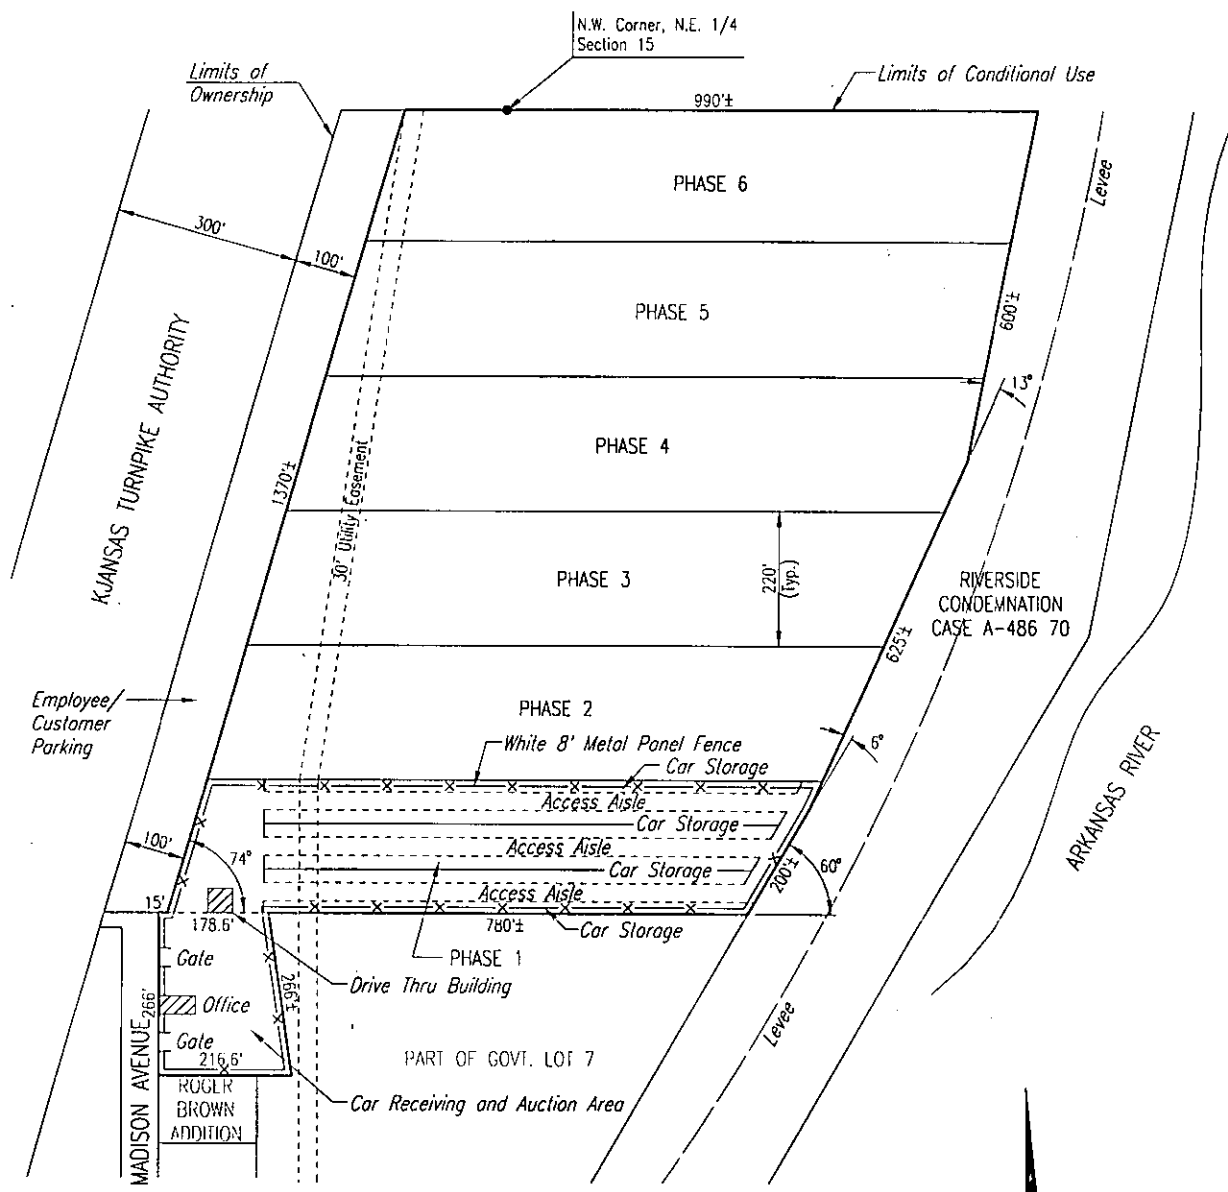 N.W. Corner, N.E. 1/4
Section 15
Limits of
Ownership
Limits of Conditional Use
990'±
Levee
PHASE 6
300'
100'
PHASE 5
600'±
13°
KJANSAS TURNPIKE AUTHORITY
1370'±
30' Utility Easement
PHASE 4
PHASE 3
220'
(Typ.)
RIVERSIDE
CONDEMNATION
CASE A-486 70
625'±
Employee/
Customer
Parking
PHASE 2
6°
White 8' Metal Panel Fence
Car Storage
ARKANSAS RIVER
Access Aisle
Car Storage
100'
74°
Access Aisle
Car Storage
200'±
60°
Access Aisle
15'
178.6'
780'±
Car Storage
PHASE 1
Gate
Drive Thru Building
266'±
266'
Office
Gate
Levee
216.6'
PART OF GOVT. LOT 7
MADISON AVENUE
ROGER
BROWN
ADDITION
Car Receiving and Auction Area